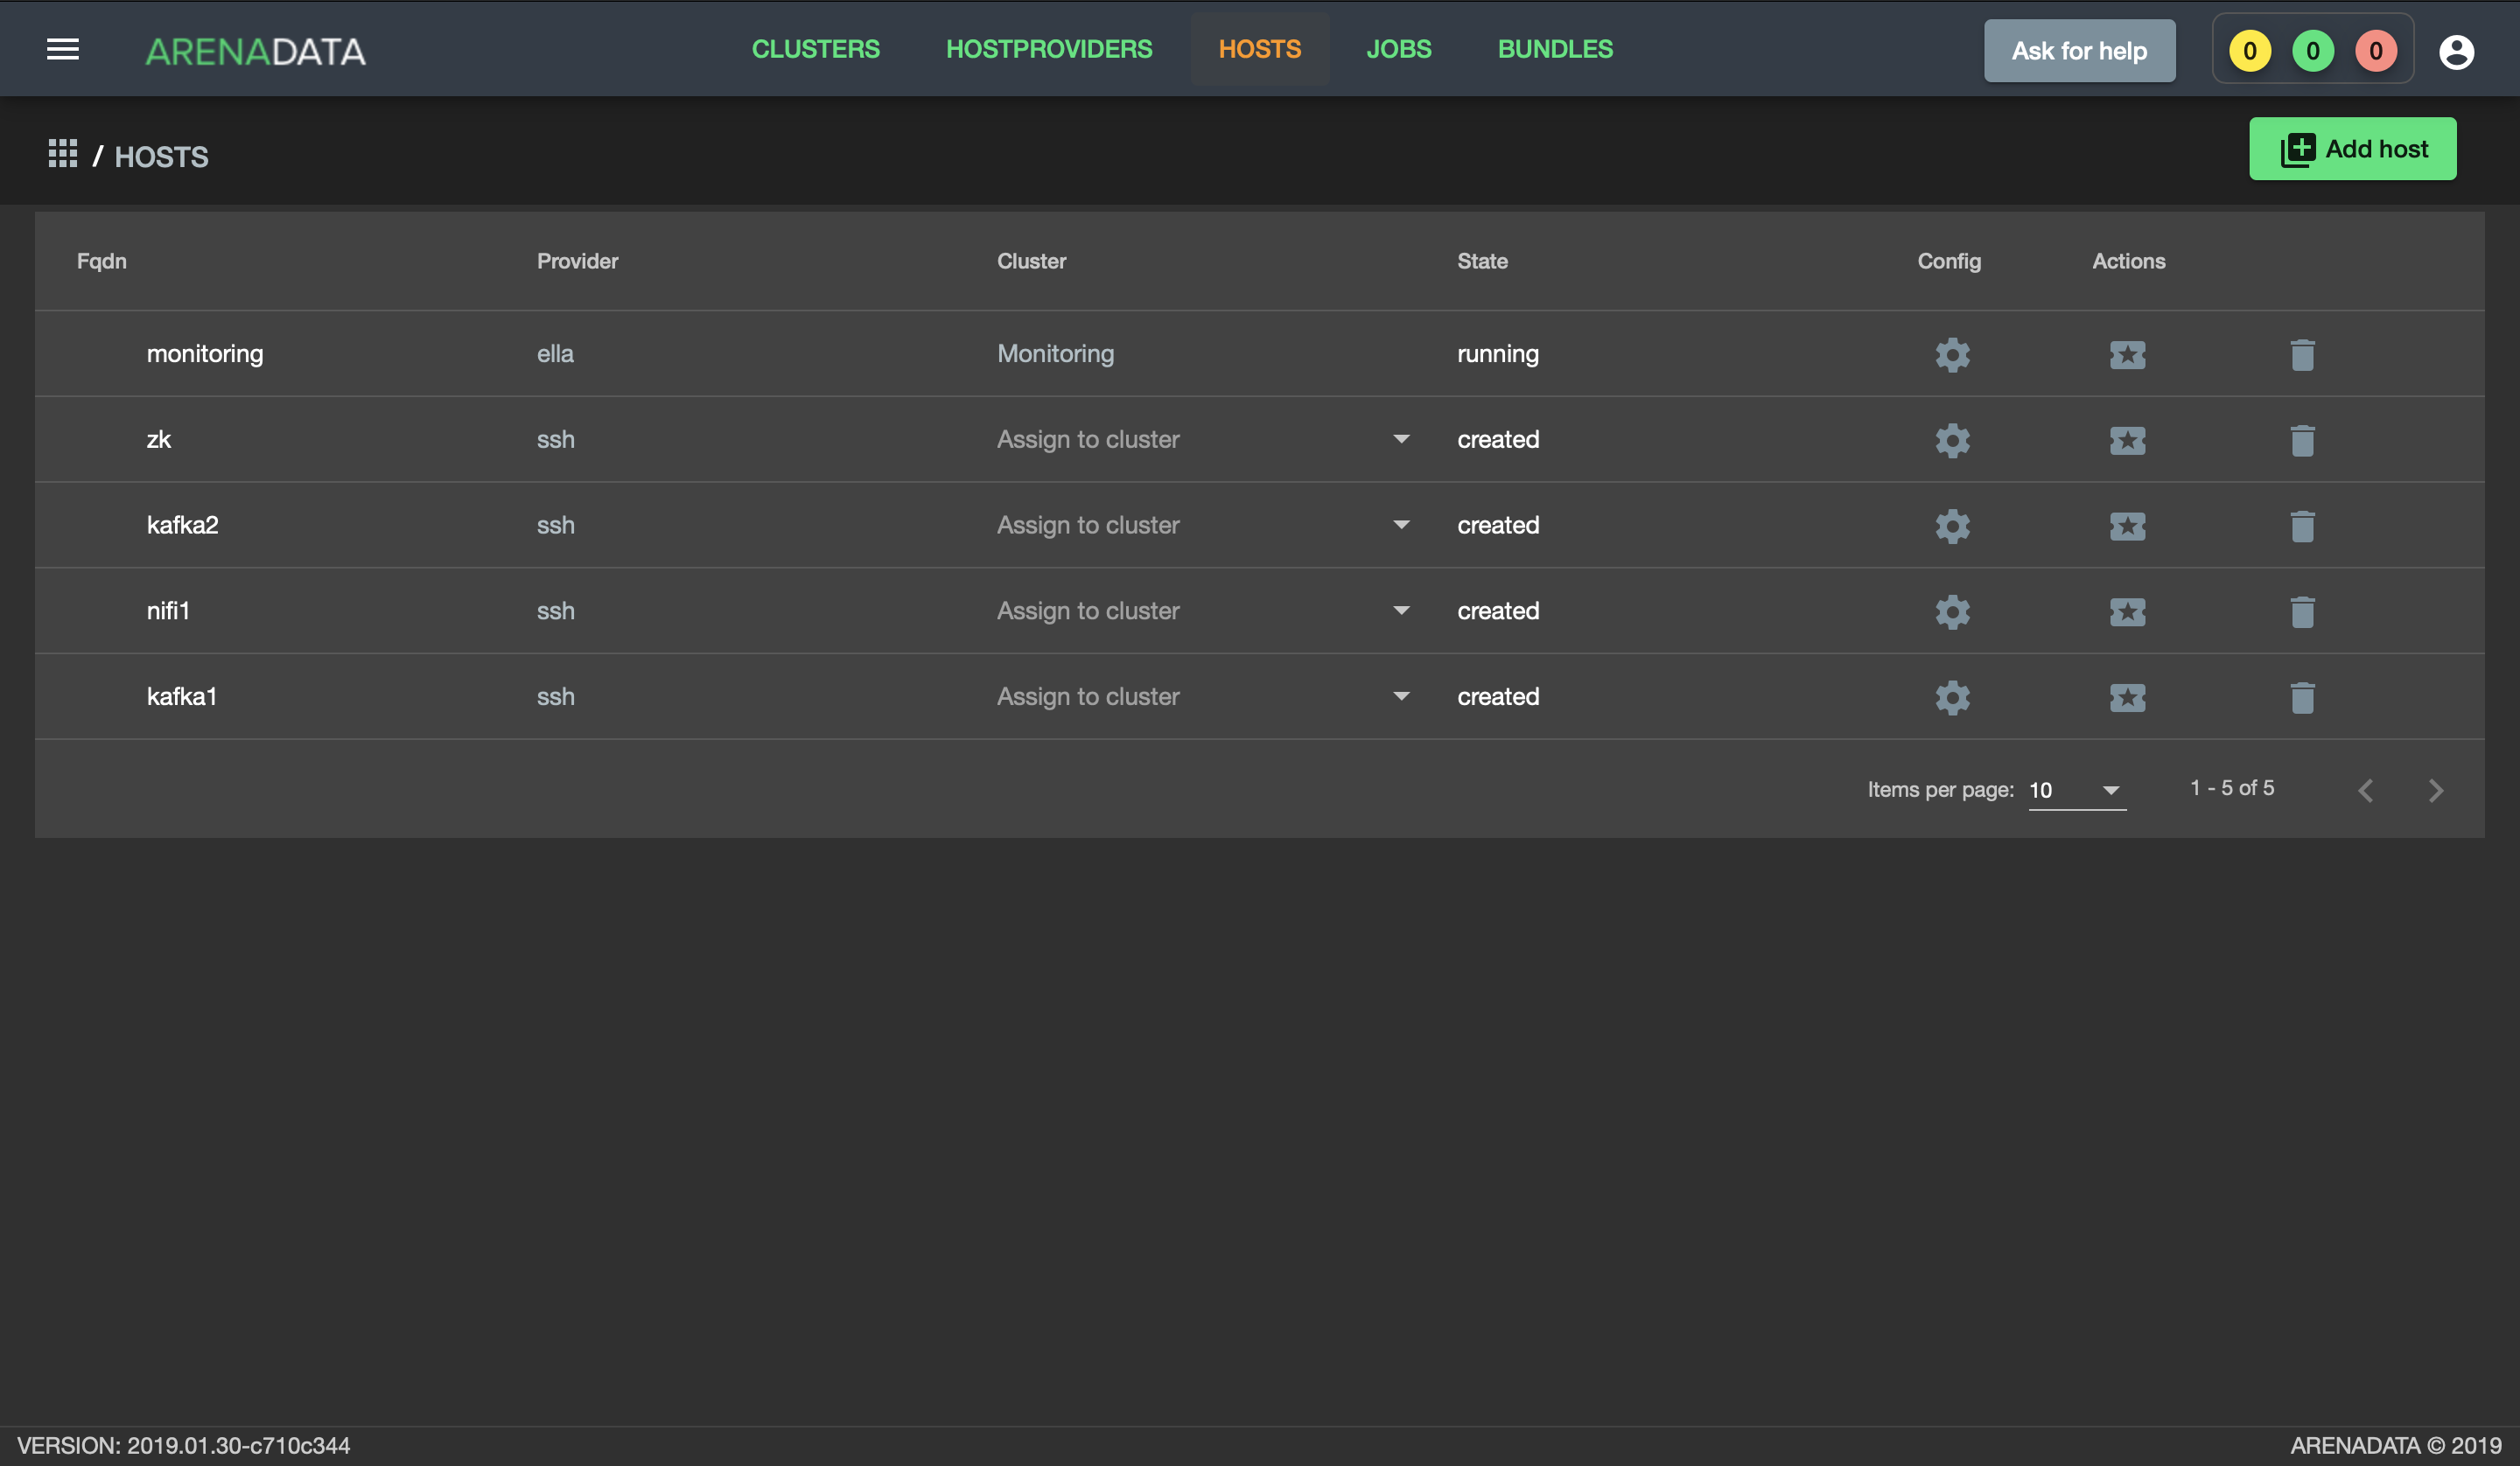 ARENADATA CLUSTERS HOSTPROVIDERS HOSTS JOBS BUNDLES Ask for help 0 0 0
/ HOSTS Add host
Fqdn Provider Cluster State Config Actions
monitoring ella Monitoring running
zk ssh Assign to cluster created
kafka2 ssh Assign to cluster created
nifi1 ssh Assign to cluster created
kafka1 ssh Assign to cluster created
Items per page: 10 1 - 5 of 5
VERSION: 2019.01.30-c710c344 ARENADATA © 2019